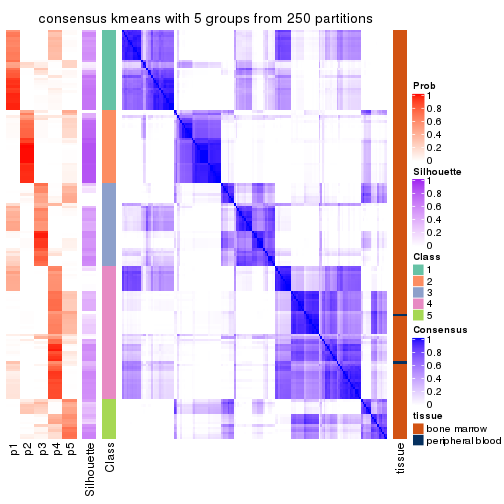 consensus kmeans with 5 groups from 250 partitions
Prob
1
0.8
0.6
0.4
0.2
0
Silhouette
1
0.8
0.6
0.4
0.2
0
Class
1
2
3
4
5
Consensus
1
0.8
0.6
0.4
0.2
0
tissue
bone marrow
peripheral blood
p1
p2
p3
p4
p5
Silhouette
Class
tissue